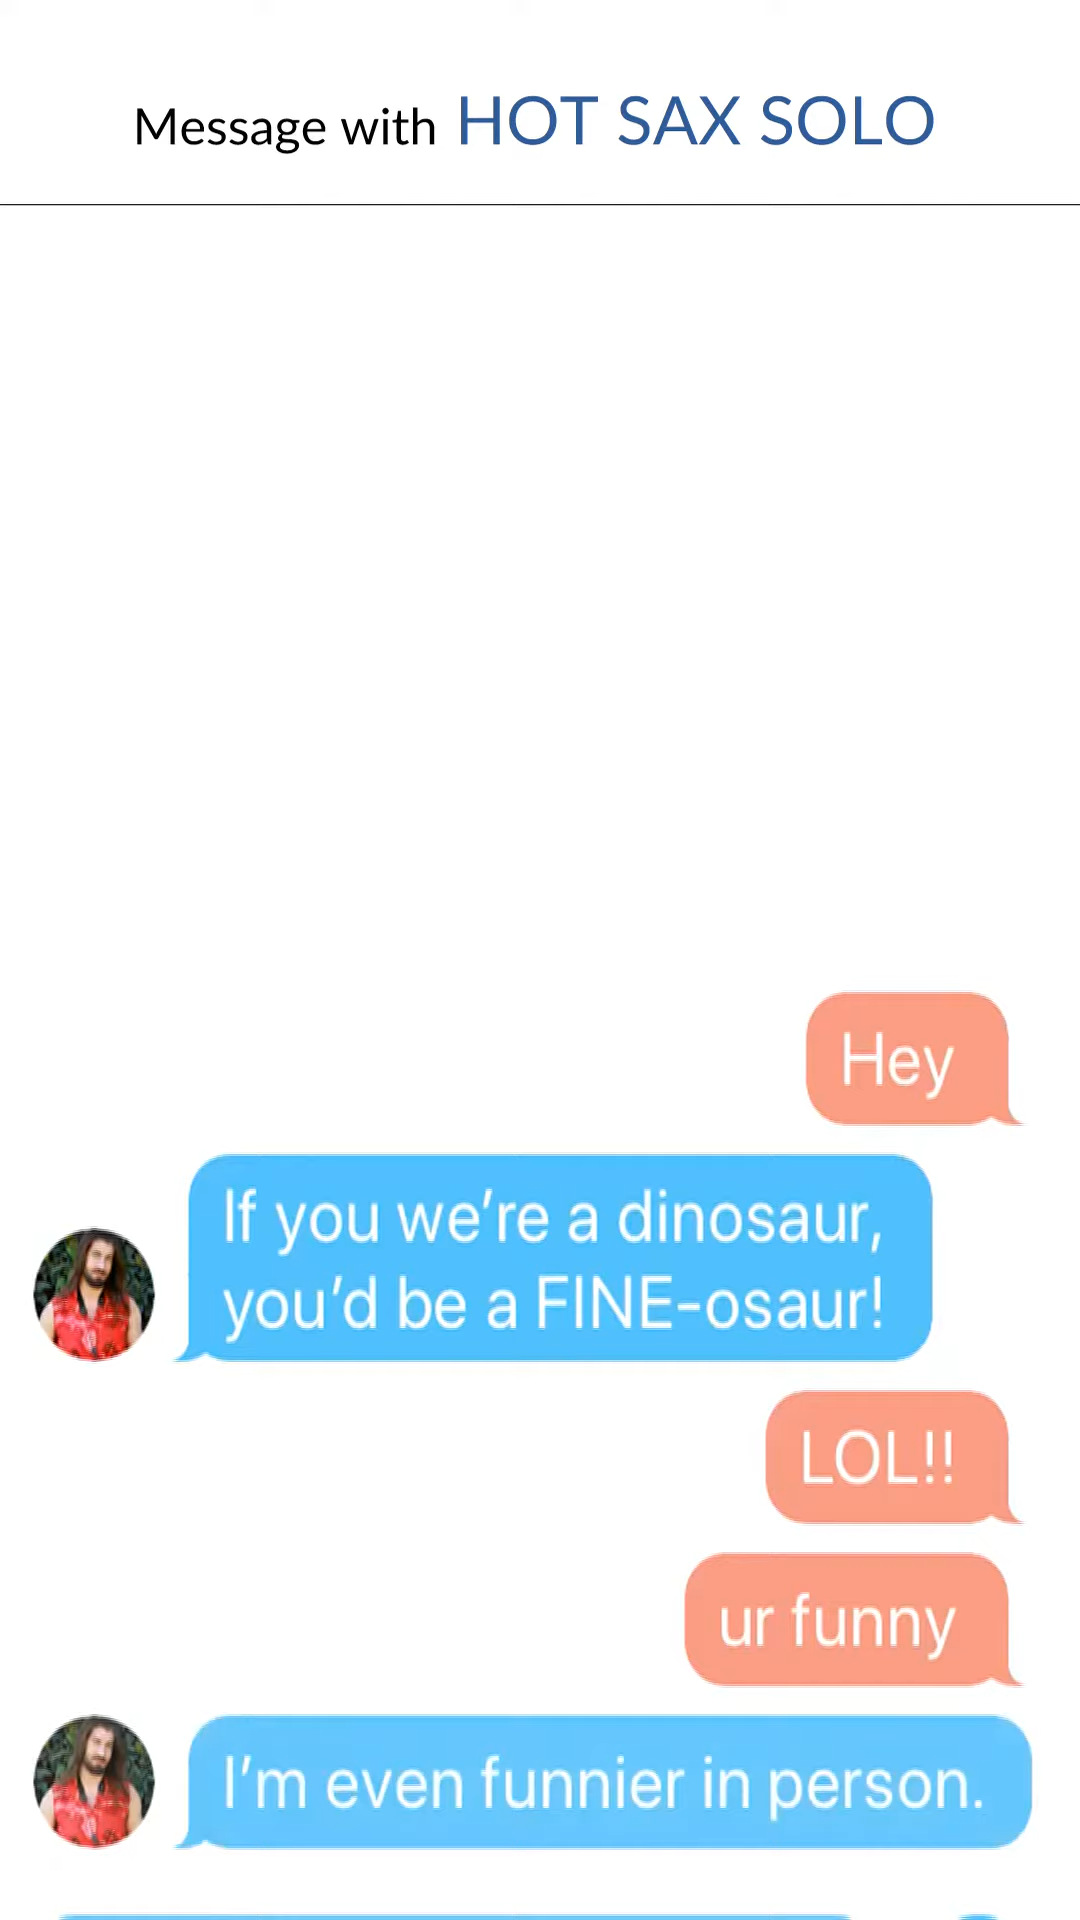 Message with HOT SAX SOLO
Hey
If you we’re a dinosaur,
you’d be a FINE-osaur!
LOL!!
ur funny
I’m even funnier in person.